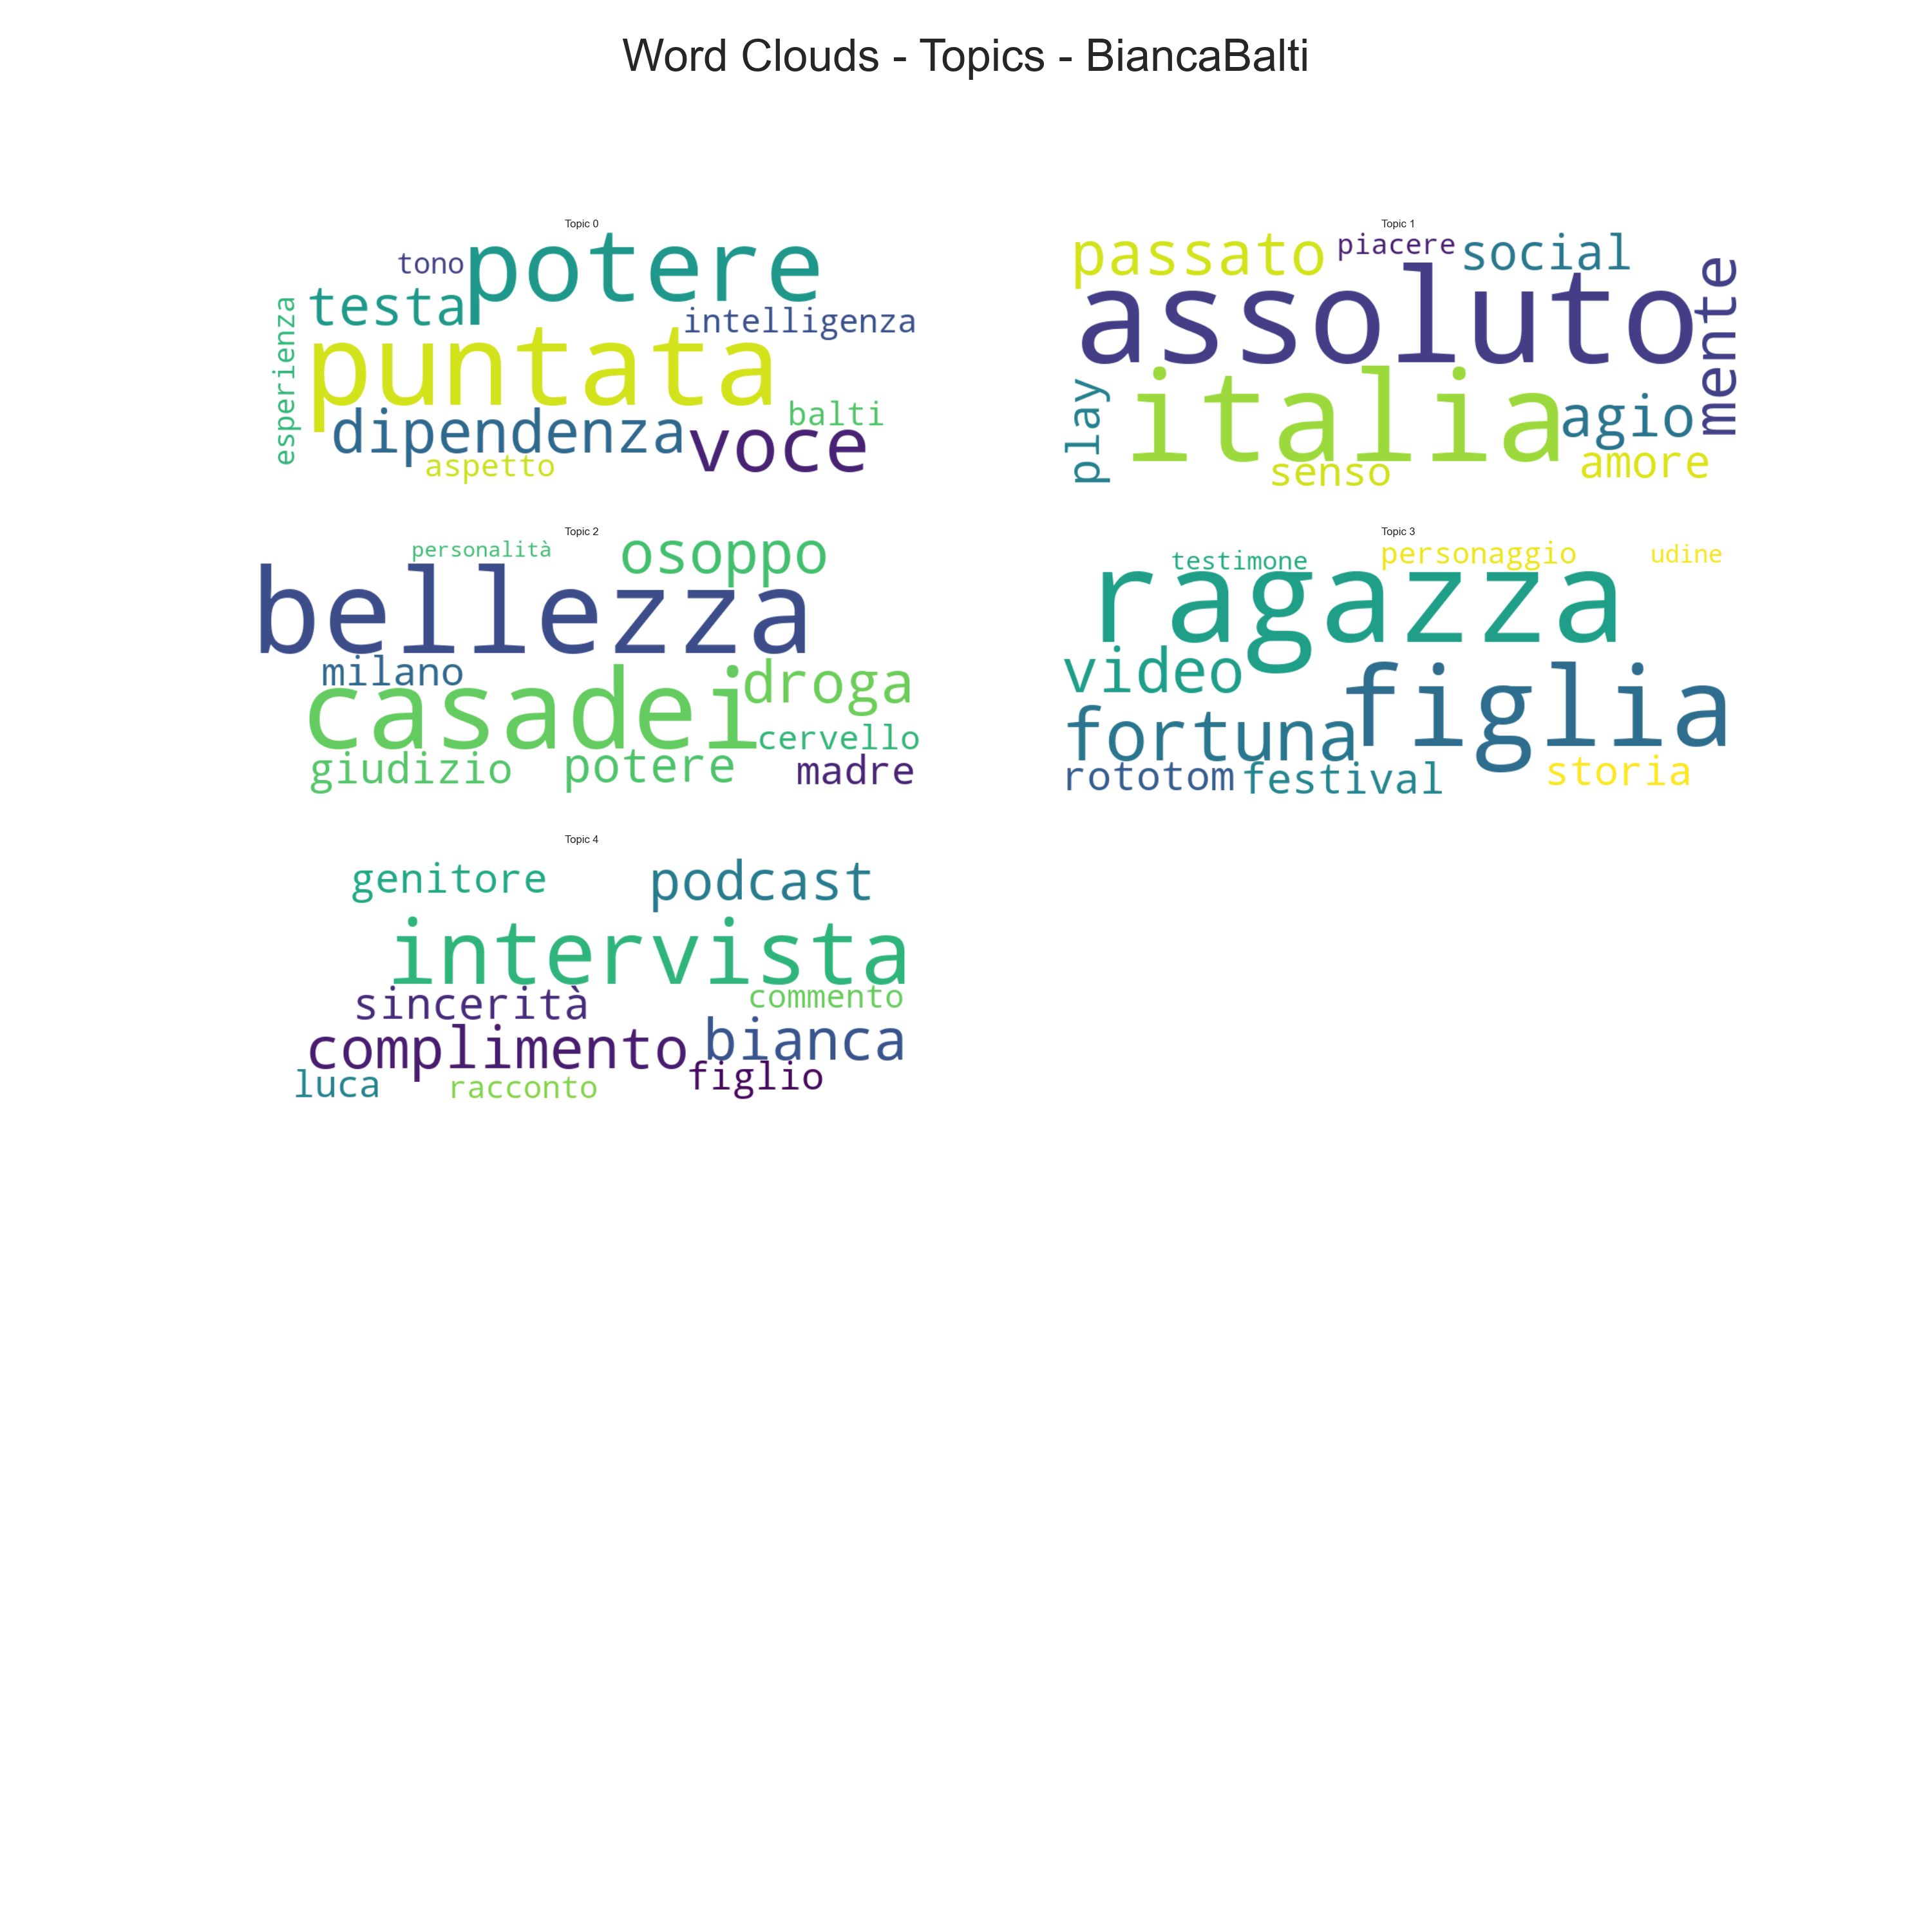 Word Clouds - Topics - BiancaBalti
Topic 0
tono
potere
testa
intelligenza
esperienza
puntata
balti
dipendenza
voce
aspetto
Topic 1
passato
piacere
social
assoluto
mente
play
italia
agio
senso
amore
Topic 2
personalità
osoppo
bellezza
milano
casadei
droga
cervello
giudizio
potere
madre
Topic 3
testimone
personaggio
udine
ragazza
video
figlia
fortuna
rototom
festival
storia
Topic 4
genitore
podcast
intervista
sincerità
commento
complimento
bianca
luca
racconto
figlio